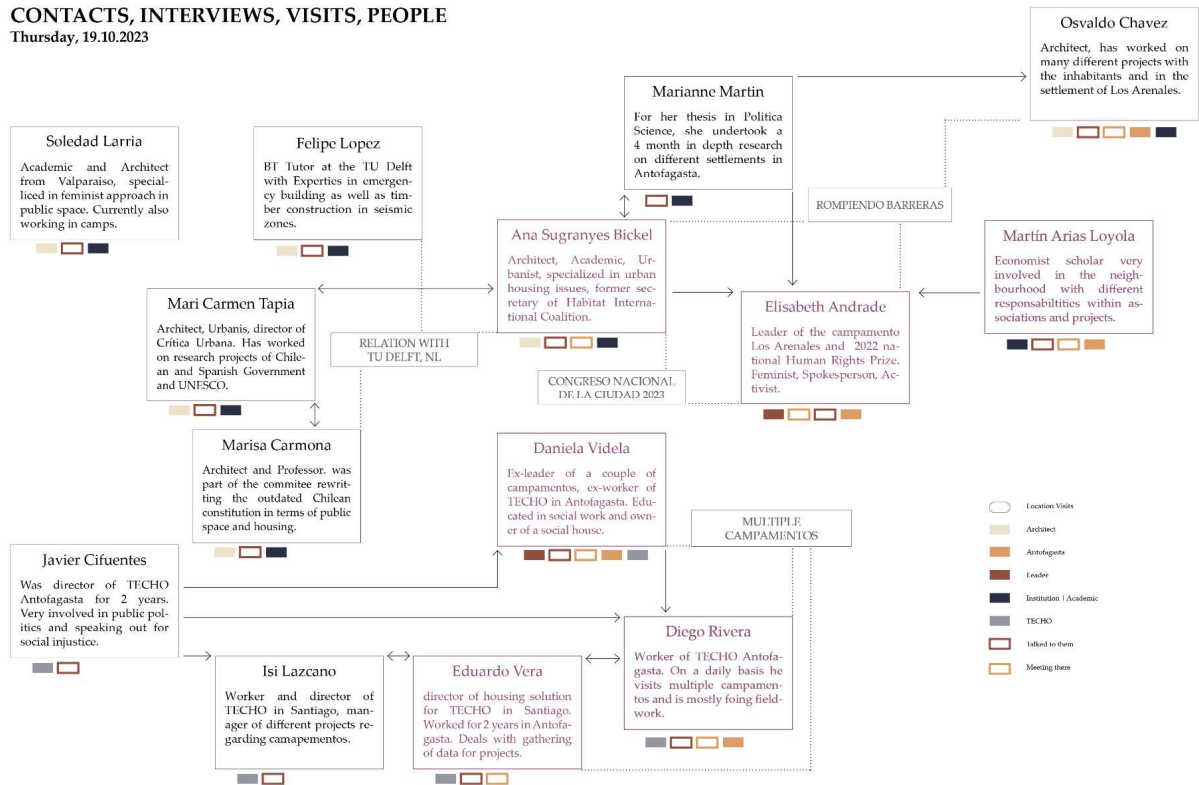 CONTACTS, INTERVIEWS, VISITS, PEOPLE
Thursday, 19.10.2023
Osvaldo Chavez
Architect, has worked on
many different projects with
the inhabitants and in the
settlement of Los Arenales.
Marianne Martin
For her thesis in Politica
Science, she undertook a
4 month in depth research
on different settlements in
Antofagasta.
Soledad Larria
Academic and Architect
from Valparaiso, special-
liced in feminist approach in
public space. Currently also
working in camps.
Felipe Lopez
BT Tutor at the TU Delft
with Experties in emergen-
cy building as well as tim-
ber construction in seismic
zones.
ROMPIENDO BARRERAS
Ana Sugranyes Bickel
Architect, Academic, Ur-
banist, specialized in urban
housing issues, former sec-
retary of Habitat Interna-
tional Coalition.
Martín Arias Loyola
Economist scholar very
involved in the neigh-
bourhood with different
responsabiltities within as-
sociations and projects.
Mari Carmen Tapia
Architect, Urbanis, director of
Crítica Urbana. Has worked
on research projects of Chile-
an and Spanish Government
and UNESCO.
Elisabeth Andrade
Leader of the campamento
Los Arenales and 2022 na-
tional Human Rights Prize.
Feminist, Spokesperson, Ac-
tivist.
RELATION WITH
TU DELFT, NL
CONGRESO NACIONAL
DE LA CIUDAD 2023
Marisa Carmona
Architect and Professor. was
part of the commitee rewrit-
ting the outdated Chilean
constitution in terms of public
space and housing.
Daniela Videla
Ex-leader of a couple of
campamentos, ex-worker of
TECHO in Antofagasta. Edu-
cated in social work and own-
er of a social house.
MULTIPLE
CAMPAMENTOS
Javier Cifuentes
Was director of TECHO
Antofagasta for 2 years.
Very involved in public pol-
itics and speaking out for
social injustice.
Diego Rivera
Worker of TECHO Antofa-
gasta. On a daily basis he
visits multiple campamen-
tos and is mostly foing field-
work.
Isi Lazcano
Worker and director of
TECHO in Santiago, man-
ager of different projects re-
garding camapementos.
Eduardo Vera
director of housing solution
for TECHO in Santiago.
Worked for 2 years in Antofa-
gasta. Deals with gathering
of data for projects.
Location Visits
Architect
Antofagasta
Leader
Institution | Academic
TECHO
Talked to them
Meeting there